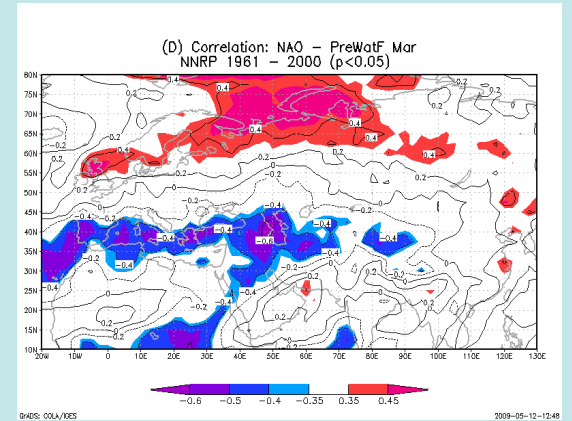 (D) Correlation: NAO – PreWatF Mar
NNRP 1961 – 2000 (p<0.05)
80N
75N
70N
65N
60N
55N
50N
45N
40N
35N
30N
25N
20N
15N
10N
20W 10W 0 10E 20E 30E 40E 50E 60E 70E 80E 90E 100E 110E 120E 130E
-0.6 -0.5 -0.4 -0.35 0.35 0.45
GrADS: COLA/IGES 2009-05-12-12:48